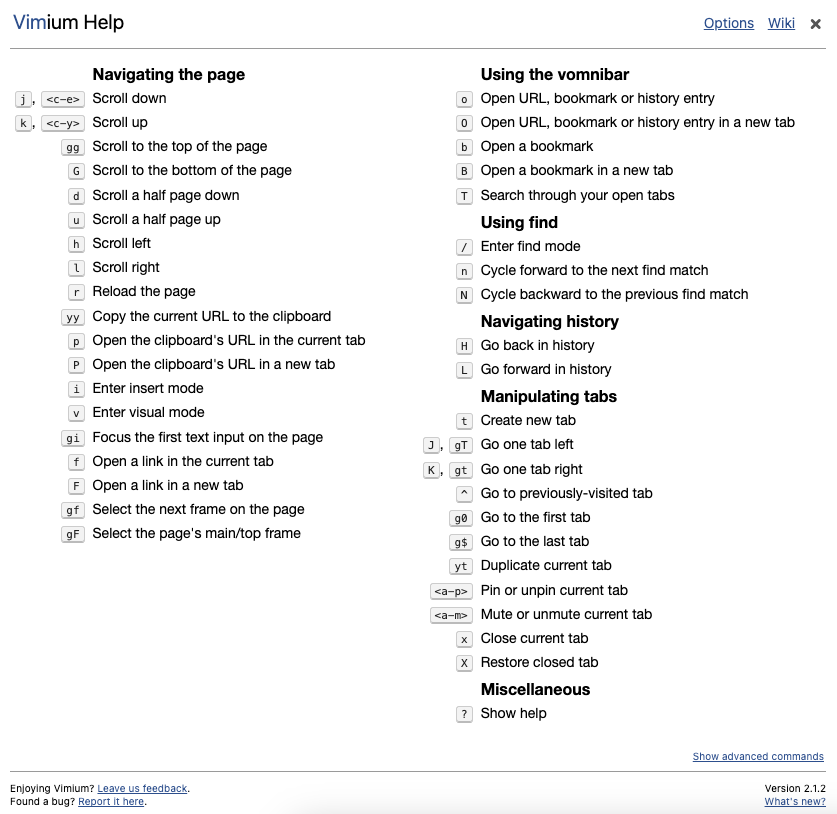 Vimium Help
Options Wiki ×
Navigating the page
j, <c-e> Scroll down
k, <c-y> Scroll up
gg Scroll to the top of the page
G Scroll to the bottom of the page
d Scroll a half page down
u Scroll a half page up
h Scroll left
l Scroll right
r Reload the page
yy Copy the current URL to the clipboard
p Open the clipboard's URL in the current tab
P Open the clipboard's URL in a new tab
i Enter insert mode
v Enter visual mode
gi Focus the first text input on the page
f Open a link in the current tab
F Open a link in a new tab
gf Select the next frame on the page
gF Select the page's main/top frame
Using the vomnibar
o Open URL, bookmark or history entry
O Open URL, bookmark or history entry in a new tab
b Open a bookmark
B Open a bookmark in a new tab
T Search through your open tabs
Using find
/ Enter find mode
n Cycle forward to the next find match
N Cycle backward to the previous find match
Navigating history
H Go back in history
L Go forward in history
Manipulating tabs
t Create new tab
J, gT Go one tab left
K, gt Go one tab right
^ Go to previously-visited tab
g0 Go to the first tab
g$ Go to the last tab
yt Duplicate current tab
<a-p> Pin or unpin current tab
<a-m> Mute or unmute current tab
x Close current tab
X Restore closed tab
Miscellaneous
? Show help
Show advanced commands
Enjoying Vimium? Leave us feedback.
Found a bug? Report it here.
Version 2.1.2
What's new?